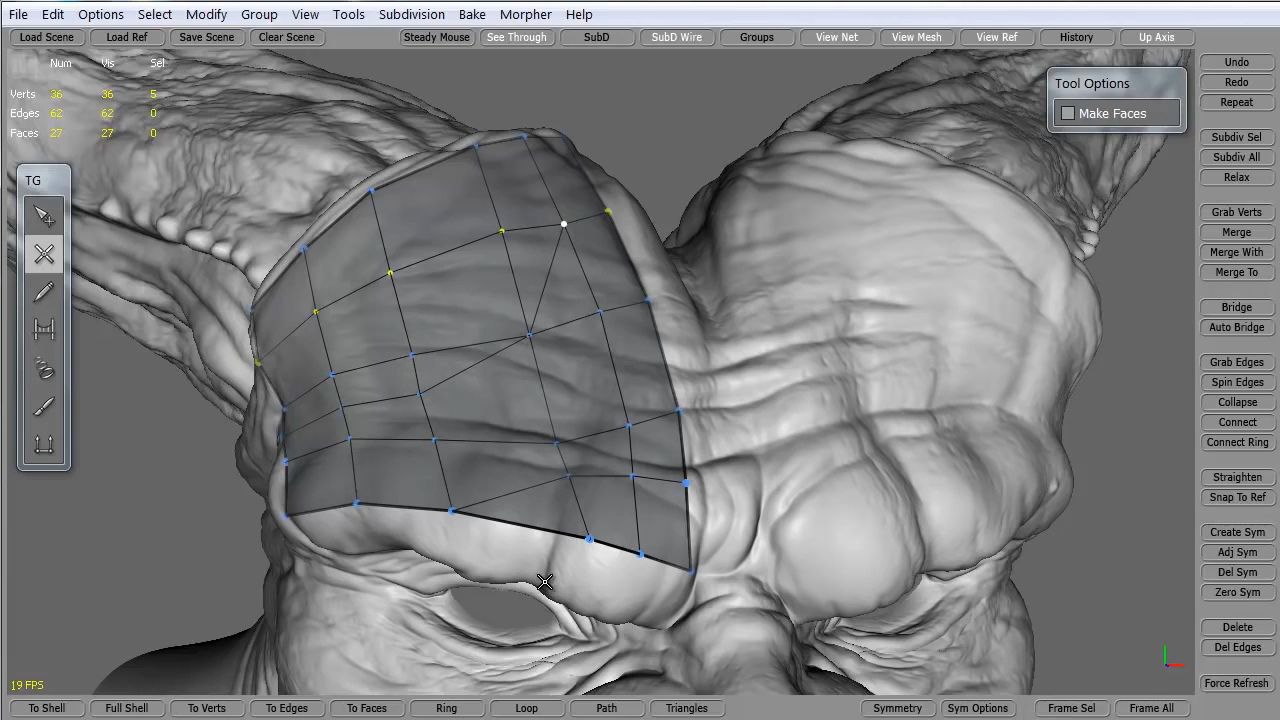 File Edit Options Select Modify Group View Tools Subdivision Bake Morpher Help
Load Scene Load Ref Save Scene Clear Scene Steady Mouse See Through SubD SubD Wire Groups View Net View Mesh View Ref History Up Axis
Num Vis Sel
Verts 36 36 5
Edges 62 62 0
Faces 27 27 0
TG
Tool Options
Make Faces
Undo
Redo
Repeat
Subdiv Sel
Subdiv All
Relax
Grab Verts
Merge
Merge With
Merge To
Bridge
Auto Bridge
Grab Edges
Spin Edges
Collapse
Connect
Connect Ring
Straighten
Snap To Ref
Create Sym
Adj Sym
Del Sym
Zero Sym
Delete
Del Edges
Force Refresh
19 FPS
To Shell Full Shell To Verts To Edges To Faces Ring Loop Path Triangles Symmetry Sym Options Frame Sel Frame All